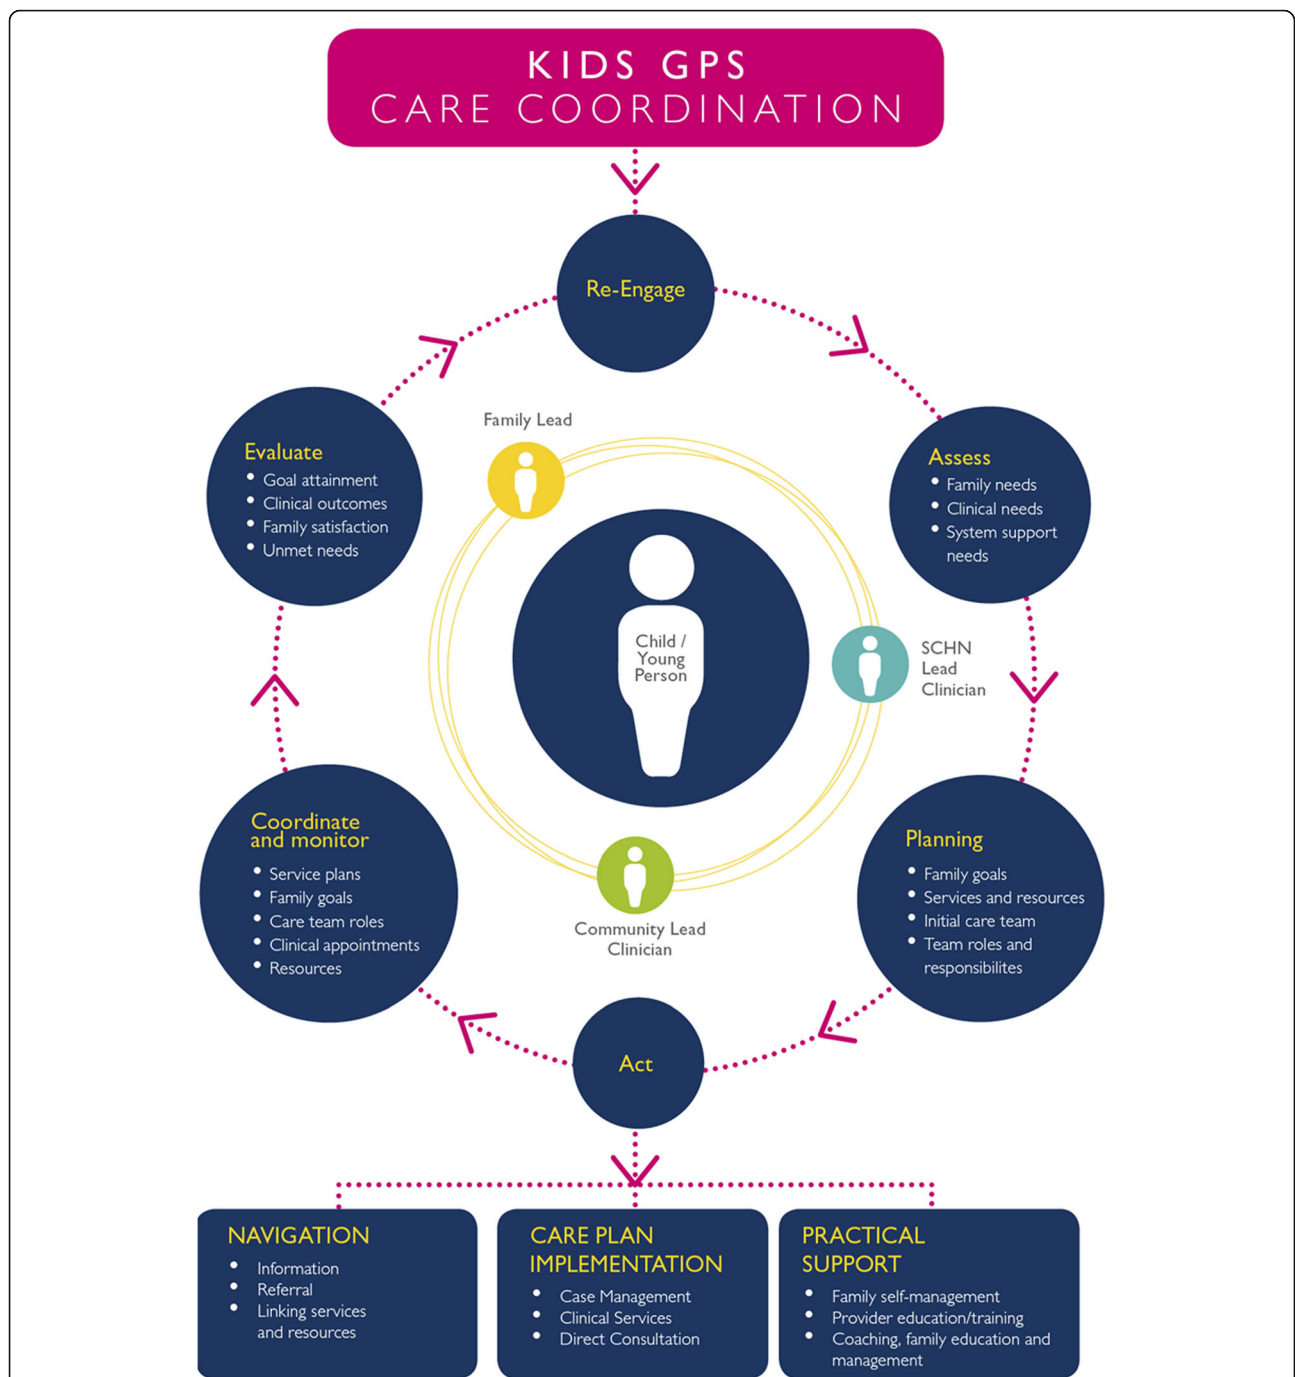 KIDS GPS
CARE COORDINATION
Re-Engage
Evaluate
• Goal attainment
• Clinical outcomes
• Family satisfaction
• Unmet needs
Family Lead
Assess
• Family needs
• Clinical needs
• System support
needs
Child /
Young
Person
SCHN
Lead
Clinician
Coordinate
and monitor
• Service plans
• Family goals
• Care team roles
• Clinical appointments
• Resources
Community Lead
Clinician
Planning
• Family goals
• Services and resources
• Initial care team
• Team roles and
responsibilites
Act
NAVIGATION
• Information
• Referral
• Linking services
and resources
CARE PLAN
IMPLEMENTATION
• Case Management
• Clinical Services
• Direct Consultation
PRACTICAL
SUPPORT
• Family self-management
• Provider education/training
• Coaching, family education and
management